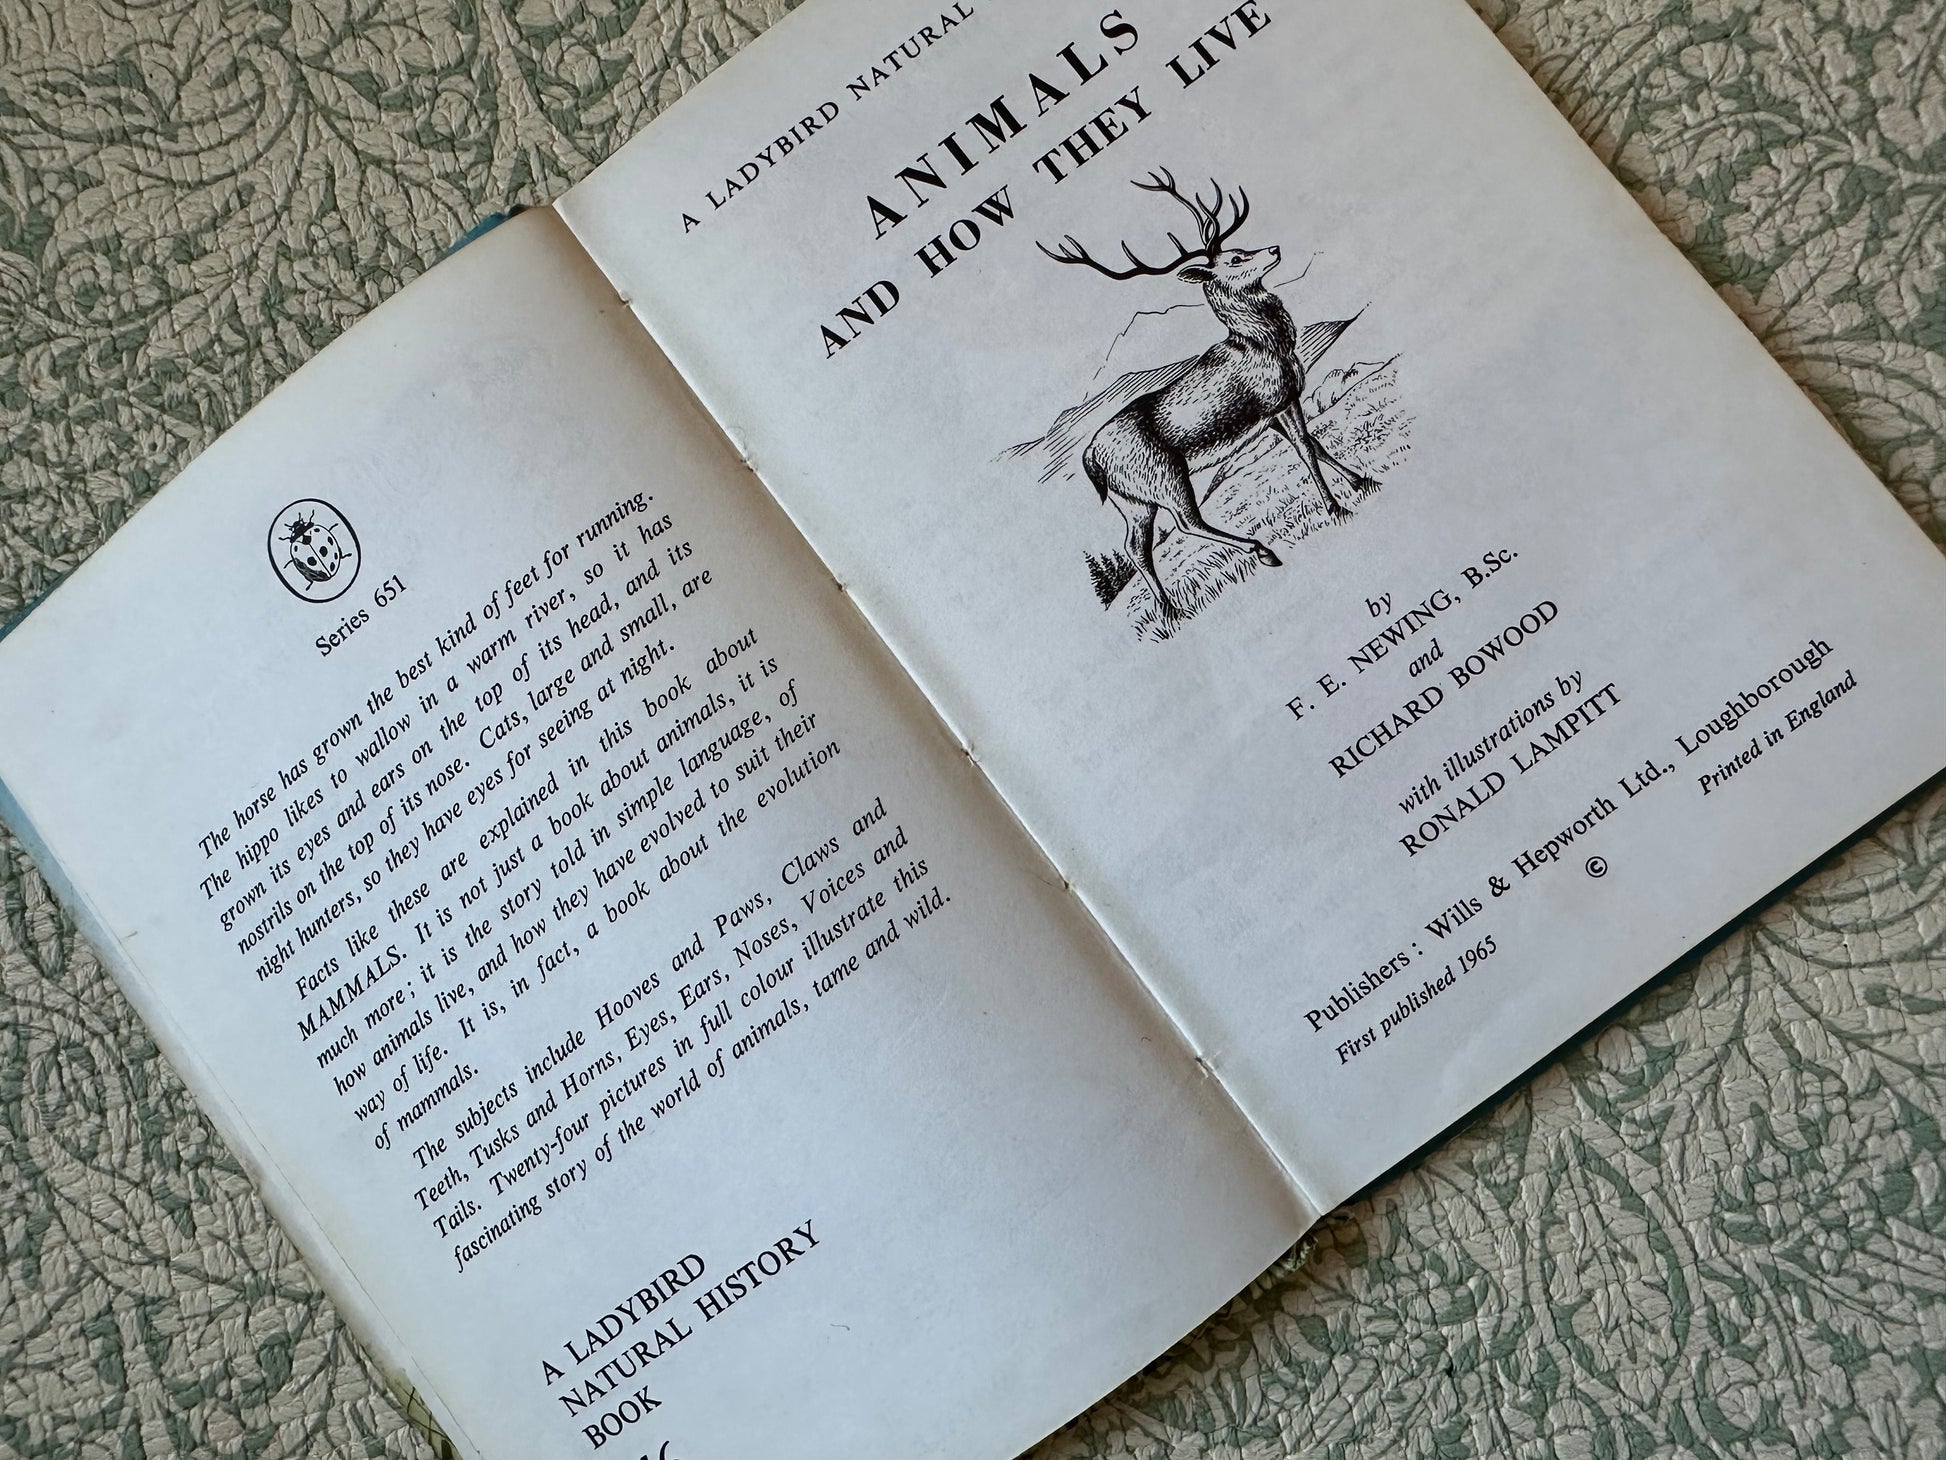 Series 651
The horse has grown the best kind of feet for running.
The hippo likes to wallow in a warm river, so it has
grown its eyes and ears on the top of its head, and its
nostrils on the top of its nose. Cats, large and small, are
night hunters, so they have eyes for seeing at night.
Facts like these are explained in this book about
MAMMALS. It is not just a book about animals, it is
much more; it is the story told in simple language, of
how animals live, and how they have evolved to suit their
way of life. It is, in fact, a book about the evolution
of mammals.
The subjects include Hooves and Paws, Claws and
Teeth, Tusks and Horns, Eyes, Ears, Noses, Voices and
Tails. Twenty-four pictures in full colour illustrate this
fascinating story of the world of animals, tame and wild.
A LADYBIRD
NATURAL HISTORY
BOOK
A LADYBIRD NATURAL
ANIMALS
AND HOW THEY LIVE
by
F. E. NEWING, B.Sc.
and
RICHARD BOWOOD
with illustrations by
RONALD LAMPITT
Publishers : Wills & Hepworth Ltd., Loughborough
First published 1965 © Printed in England